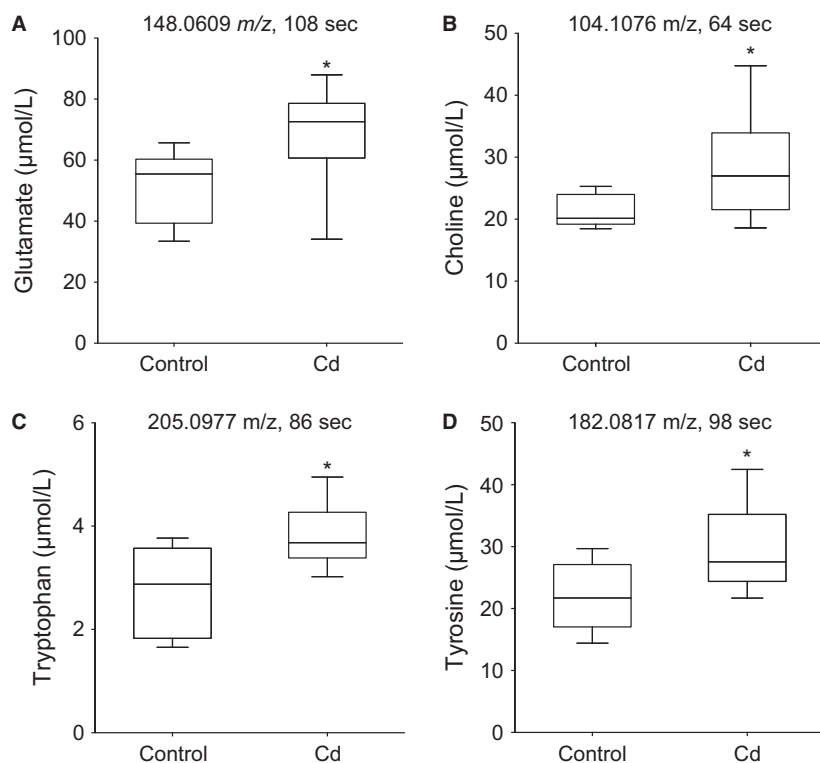 A
148.0609 m/z, 108 sec
Glutamate (µmol/L)
100
80
60
40
20
0
*
Control
Cd
B
104.1076 m/z, 64 sec
Choline (µmol/L)
50
40
30
20
10
0
*
Control
Cd
C
205.0977 m/z, 86 sec
Tryptophan (µmol/L)
6
4
2
0
*
Control
Cd
D
182.0817 m/z, 98 sec
Tyrosine (µmol/L)
50
40
30
20
10
0
*
Control
Cd